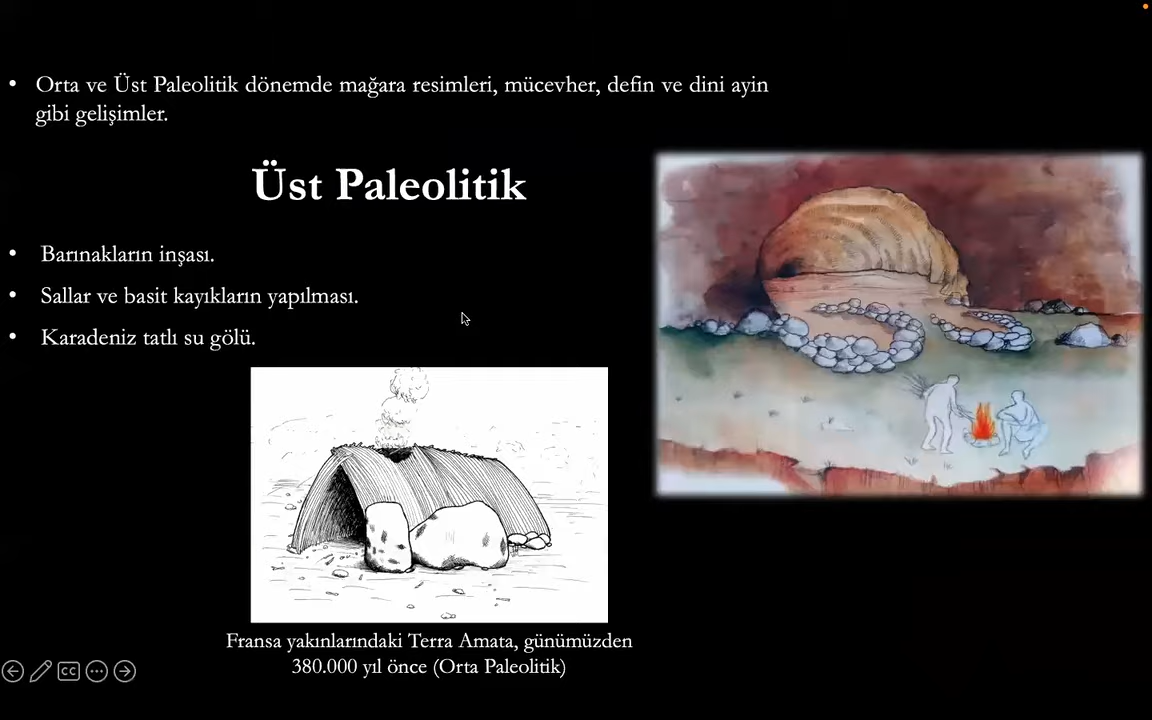 • Orta ve Üst Paleolitik dönemde mağara resimleri, mücevher, defin ve dini ayin
gibi gelişimler.
Üst Paleolitik
• Barınakların inşası.
• Sallar ve basit kayıkların yapılması.
• Karadeniz tatlı su gölü.
Fransa yakınlarındaki Terra Amata, günümüzden
380.000 yıl önce (Orta Paleolitik)
CC